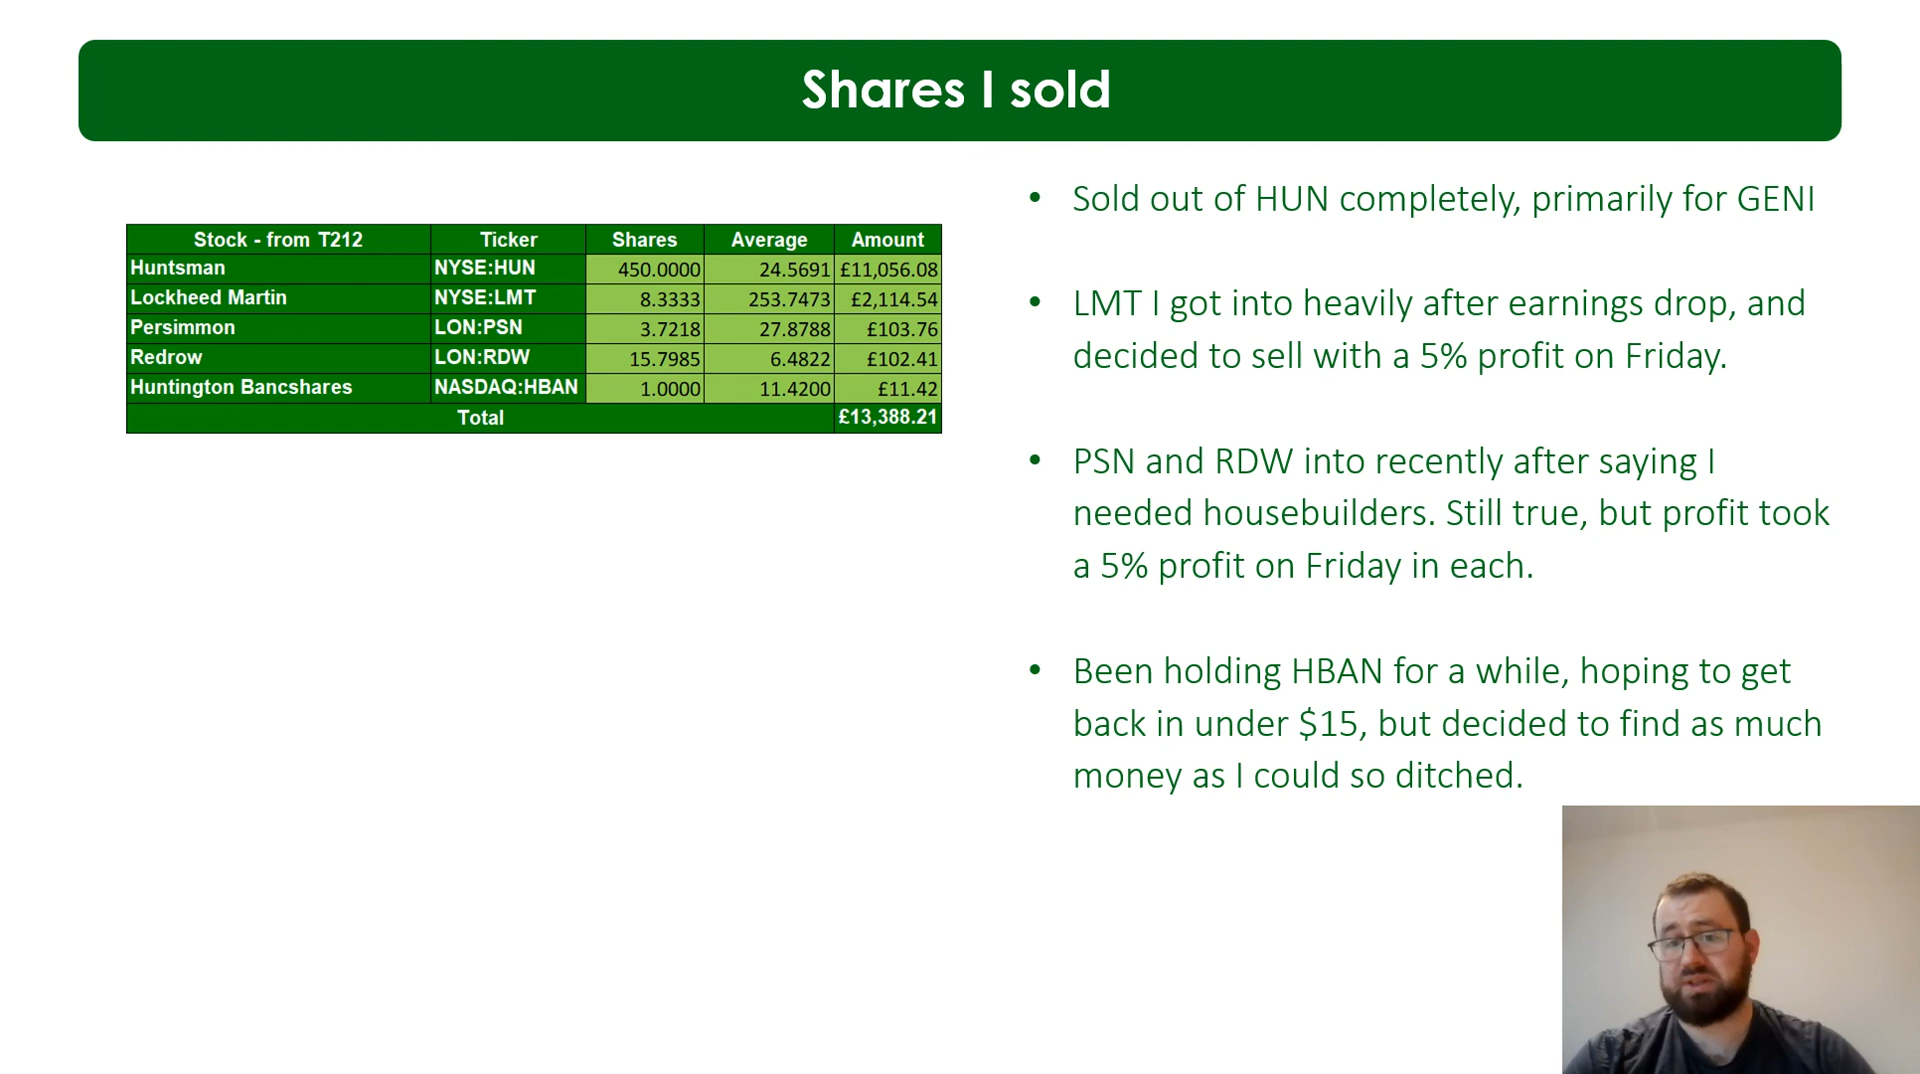 Shares I sold
Stock - from T212 Ticker Shares Average Amount
Huntsman NYSE:HUN 450.0000 24.5691 £11,056.08
Lockheed Martin NYSE:LMT 8.3333 253.7473 £2,114.54
Persimmon LON:PSN 3.7218 27.8788 £103.76
Redrow LON:RDW 15.7985 6.4822 £102.41
Huntington Bancshares NASDAQ:HBAN 1.0000 11.4200 £11.42
Total £13,388.21
• Sold out of HUN completely, primarily for GENI
• LMT I got into heavily after earnings drop, and
decided to sell with a 5% profit on Friday.
• PSN and RDW into recently after saying I
needed housebuilders. Still true, but profit took
a 5% profit on Friday in each.
• Been holding HBAN for a while, hoping to get
back in under $15, but decided to find as much
money as I could so ditched.